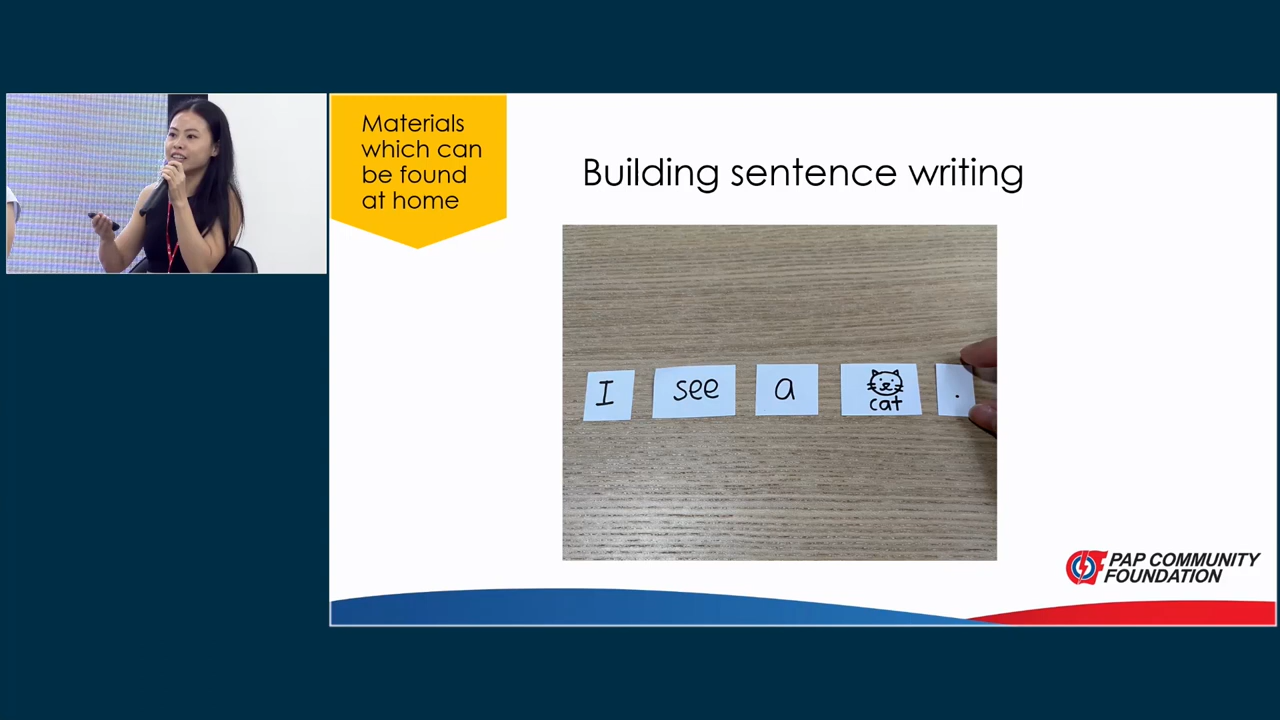 Materials
which can
be found
at home
Building sentence writing
I see a cat .
PAP COMMUNITY
FOUNDATION